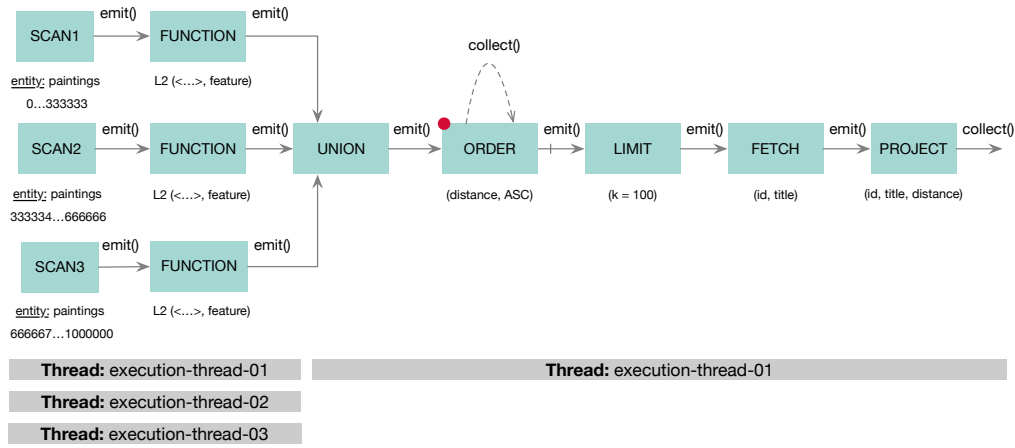 emit()
emit()
SCAN1
FUNCTION
collect()
entity: paintings
L2 (<...>, feature)
0…333333
emit()
emit()
emit()
emit()
emit()
emit()
collect()
SCAN2
FUNCTION
UNION
ORDER
LIMIT
FETCH
PROJECT
entity: paintings
L2 (<...>, feature)
(distance, ASC)
(k = 100)
(id, title)
(id, title, distance)
333334…666666
emit()
emit()
SCAN3
FUNCTION
entity: paintings
L2 (<...>, feature)
666667…1000000
Thread: execution-thread-01
Thread: execution-thread-01
Thread: execution-thread-02
Thread: execution-thread-03